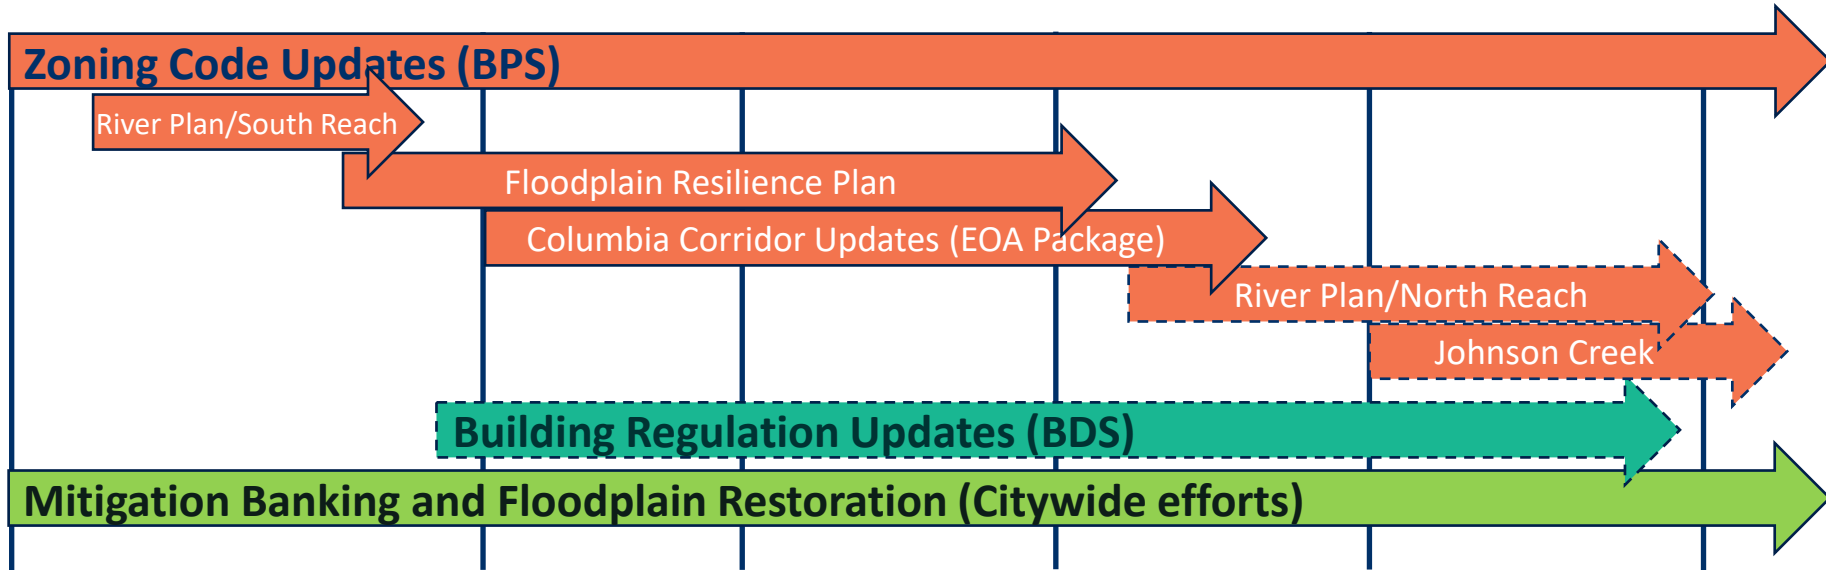 Zoning Code Updates (BPS)
River Plan/South Reach
Floodplain Resilience Plan
Columbia Corridor Updates (EOA Package)
River Plan/North Reach
Johnson Creek
Building Regulation Updates (BDS)
Mitigation Banking and Floodplain Restoration (Citywide efforts)